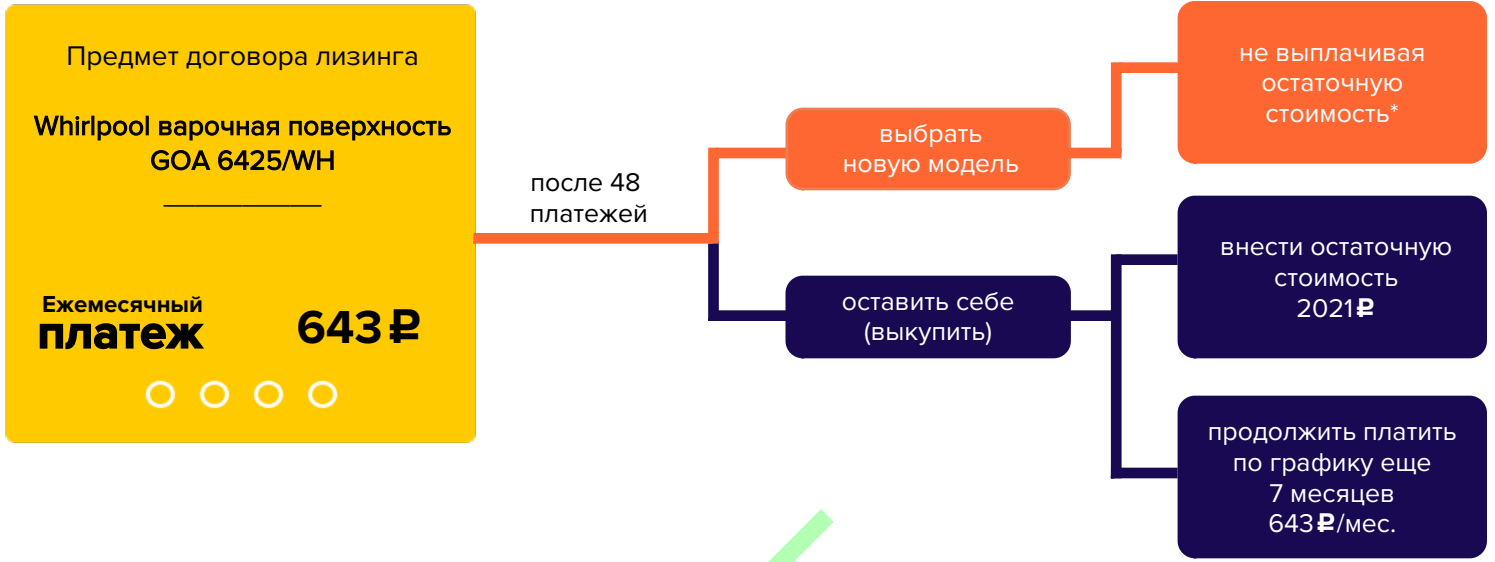 Предмет договора лизинга
Whirlpool варочная поверхность
GOA 6425/WH
____________
Ежемесячный
платеж
643 ₽
после 48
платежей
выбрать
новую модель
не выплачивая
остаточную
стоимость*
оставить себе
(выкупить)
внести остаточную
стоимость
2021 ₽
продолжить платить
по графику еще
7 месяцев
643 ₽/мес.